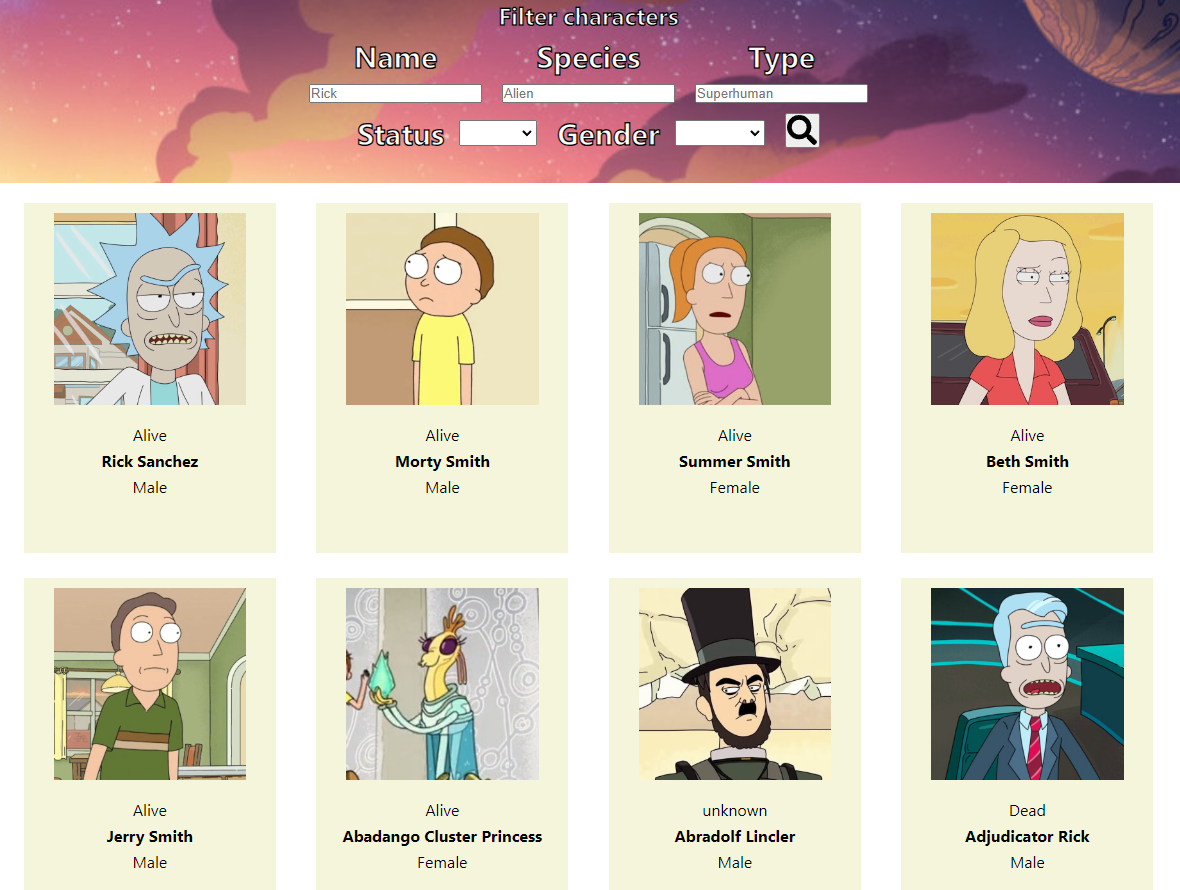 Filter characters
Name Species Type
Rick Alien Superhuman
Status Gender
Alive Alive Alive Alive
Rick Sanchez Morty Smith Summer Smith Beth Smith
Male Male Female Female
Alive Alive unknown Dead
Jerry Smith Abadango Cluster Princess Abradolf Lincler Adjudicator Rick
Male Female Male Male